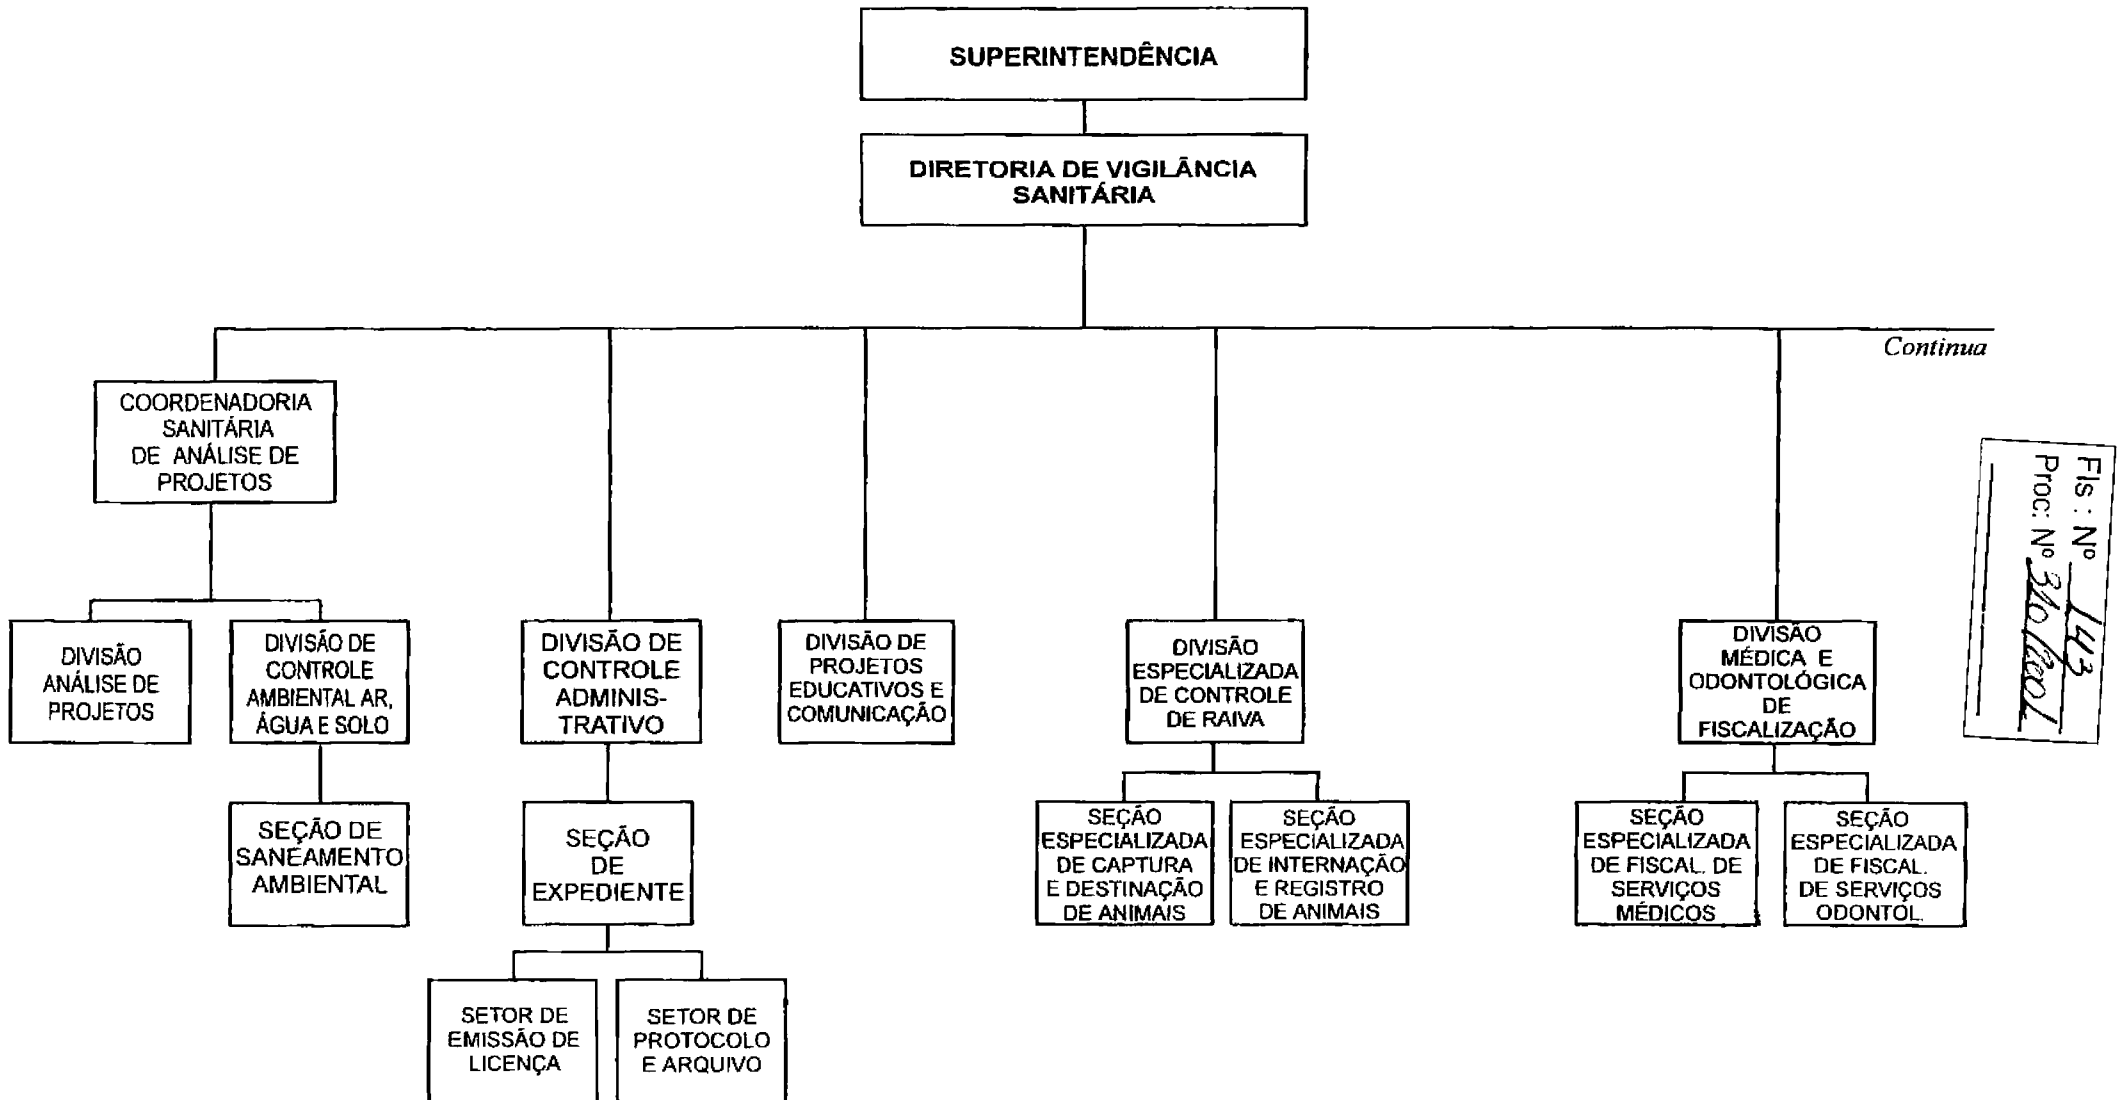 SUPERINTENDÊNCIA
DIRETORIA DE VIGILÂNCIA
SANITÁRIA
Continua
COORDENADORIA
SANITÁRIA
DE ANÁLISE DE
PROJETOS
DIVISÃO
ANÁLISE DE
PROJETOS
DIVISÃO DE
CONTROLE
AMBIENTAL AR,
ÁGUA E SOLO
DIVISÃO DE
CONTROLE
ADMINIS-
TRATIVO
DIVISÃO DE
PROJETOS
EDUCATIVOS E
COMUNICAÇÃO
DIVISÃO
ESPECIALIZADA
DE CONTROLE
DE RAIVA
DIVISÃO
MÉDICA E
ODONTOLÓGICA
DE
FISCALIZAÇÃO
SEÇÃO DE
SANEAMENTO
AMBIENTAL
SEÇÃO
DE
EXPEDIENTE
SEÇÃO
ESPECIALIZADA
DE CAPTURA
E DESTINAÇÃO
DE ANIMAIS
SEÇÃO
ESPECIALIZADA
DE INTERNAÇÃO
E REGISTRO
DE ANIMAIS
SEÇÃO
ESPECIALIZADA
DE FISCAL. DE
SERVIÇOS
MÉDICOS
SEÇÃO
ESPECIALIZADA
DE FISCAL.
DE SERVIÇOS
ODONTOL.
SETOR DE
EMISSÃO DE
LICENÇA
SETOR DE
PROTOCOLO
E ARQUIVO
Fls : Nº 143
Proc: Nº